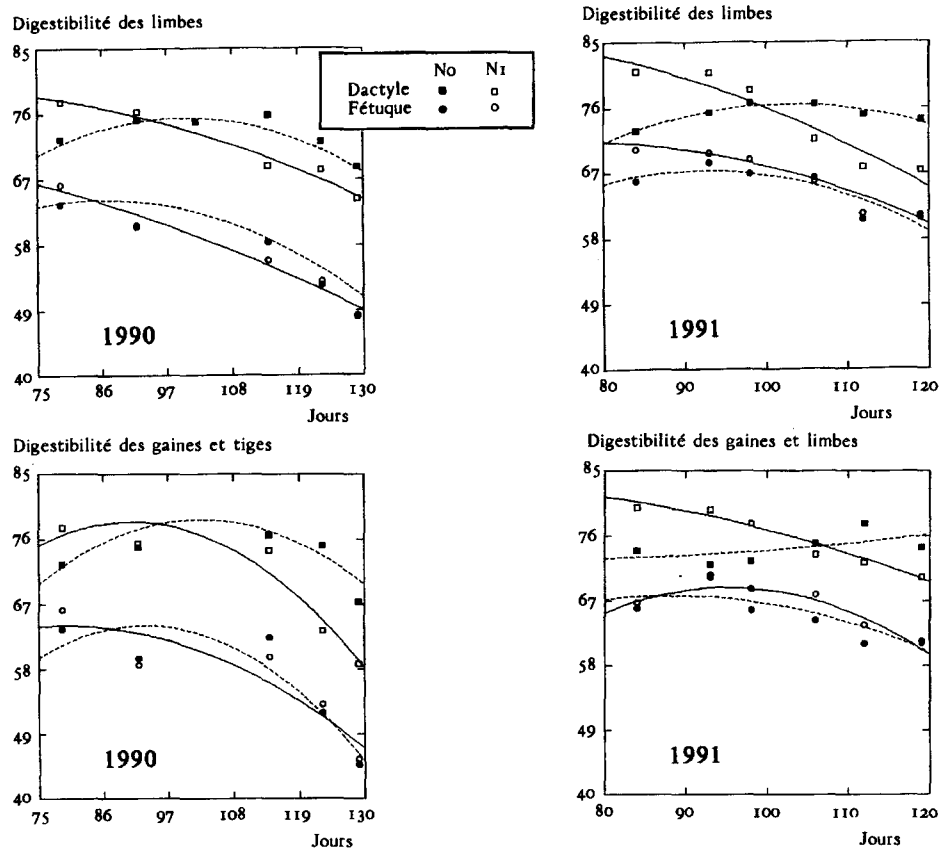 Digestibilité des limbes
85
76
67
58
49
40
75 86 97 108 119 130
Jours
1990
No N1
Dactyle
Fétuque
Digestibilité des limbes
85
76
67
58
49
40
80 90 100 110 120
Jours
1991
Digestibilité des gaines et tiges
85
76
67
58
49
40
75 86 97 108 119 130
Jours
1990
Digestibilité des gaines et limbes
85
76
67
58
49
40
80 90 100 110 120
Jours
1991